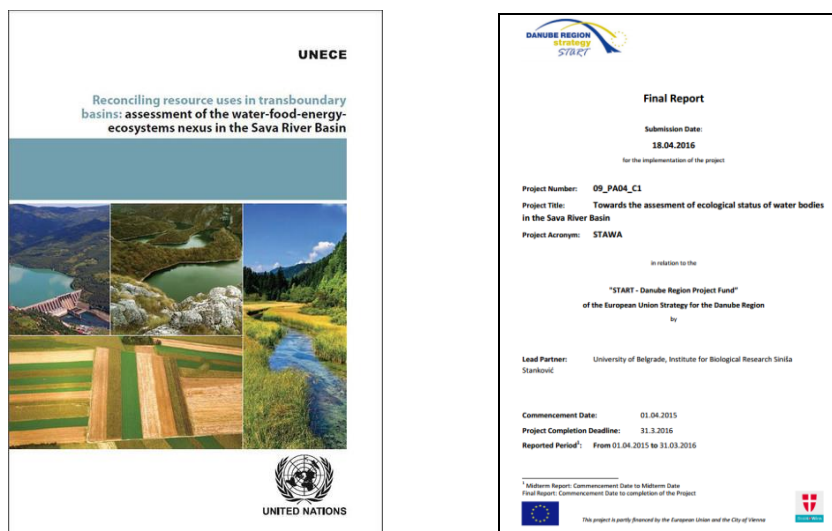 UNECE
Reconciling resource uses in transboundary
basins: assessment of the water-food-energy-
ecosystems nexus in the Sava River Basin
UNITED NATIONS
DANUBE REGION
strategy
START
Final Report
Submission Date:
18.04.2016
for the implementation of the project
Project Number: 09_PA04_C1
Project Title: Towards the assesment of ecological status of water bodies
in the Sava River Basin
Project Acronym: STAWA
in relation to the
"START - Danube Region Project Fund"
of the European Union Strategy for the Danube Region
by
Lead Partner: University of Belgrade, Institute for Biological Research Siniša
Stanković
Commencement Date: 01.04.2015
Project Completion Deadline: 31.3.2016
Reported Period¹: From 01.04.2015 to 31.03.2016
¹ Midterm Report: Commencement Date to Midterm Date
Final Report: Commencement Date to completion of the Project
This project is partly financed by the European Union and the City of Vienna